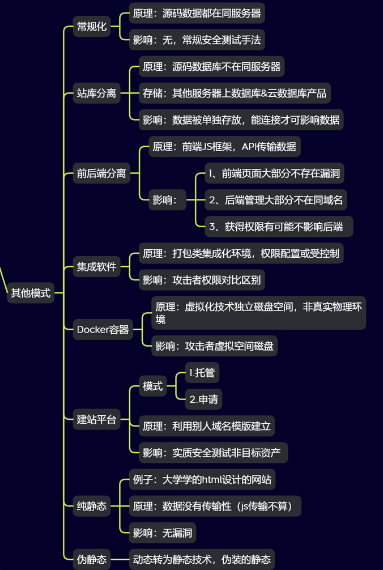 其他模式
常规化
原理：源码数据都在同服务器
影响：无，常规安全测试手法
站库分离
原理：源码数据库不在同服务器
存储：其他服务器上数据库&云数据库产品
影响：数据被单独存放，能连接才可影响数据
前后端分离
原理：前端JS框架，API传输数据
影响：
1、前端页面大部分不存在漏洞
2、后端管理大部分不在同域名
3、获得权限有可能不影响后端
集成软件
原理：打包类集成化环境，权限配置或受控制
影响：攻击者权限对比区别
Docker容器
原理：虚拟化技术独立磁盘空间，非真实物理环
境
影响：攻击者虚拟空间磁盘
建站平台
模式
1.托管
2.申请
原理：利用别人域名模版建立
影响：实质安全测试非目标资产
纯静态
例子：大学学的html设计的网站
原理：数据没有传输性（js传输不算）
影响：无漏洞
伪静态
动态转为静态技术，伪装的静态